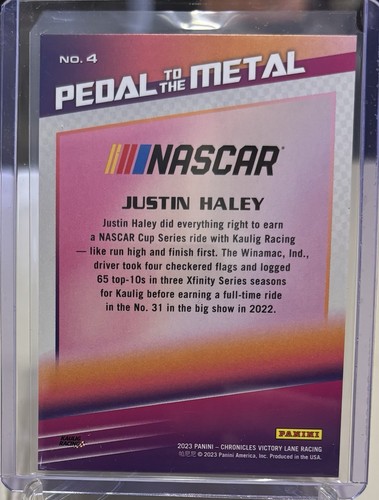 NO. 4
PEDAL TO THE METAL
NASCAR
JUSTIN HALEY
Justin Haley did everything right to earn
a NASCAR Cup Series ride with Kaulig Racing
— like run high and finish first. The Winamac, Ind.,
driver took four checkered flags and logged
65 top-10s in three Xfinity Series seasons
for Kaulig before earning a full-time ride
in the No. 31 in the big show in 2022.
KAULIG
RACING
PANINI
2023 PANINI – CHRONICLES VICTORY LANE RACING
© 2023 Panini America, Inc. Produced in the USA.